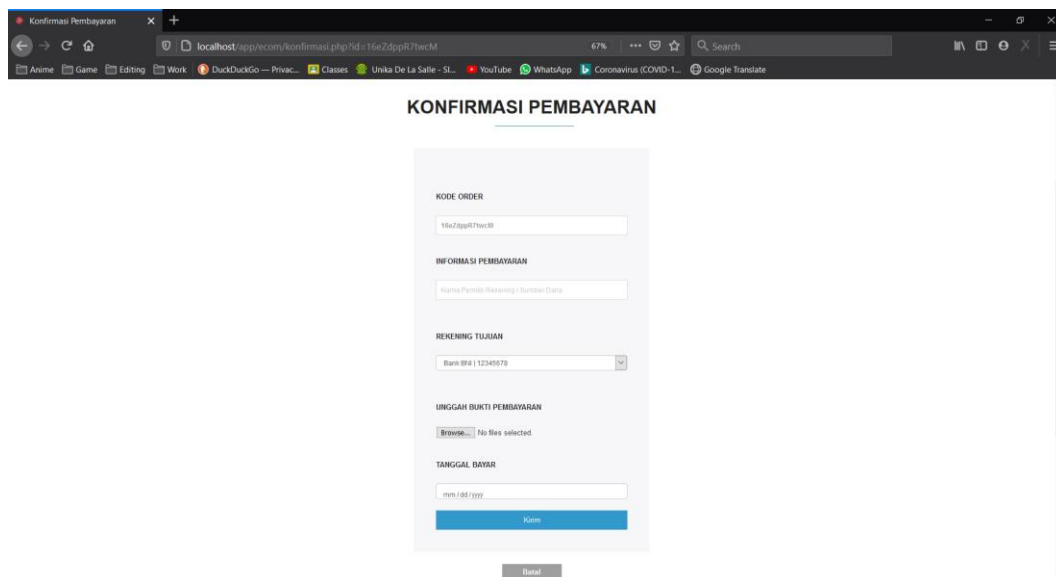 Konfirmasi Pembayaran
localhost/app/ecom/konfirmasi.php?id=16eZdppR7twcM
67%
Search
Anime Game Editing Work DuckDuckGo — Privac... Classes Unika De La Salle - SI... YouTube WhatsApp Coronavirus (COVID-1... Google Translate
KONFIRMASI PEMBAYARAN
KODE ORDER
16eZdppR7twcM
INFORMASI PEMBAYARAN
Nama Pemilik Rekening / Sumber Dana
REKENING TUJUAN
Bank BNI | 12345678
UNGGAH BUKTI PEMBAYARAN
Browse... No files selected.
TANGGAL BAYAR
mm / dd / yyyy
Kirim
Batal